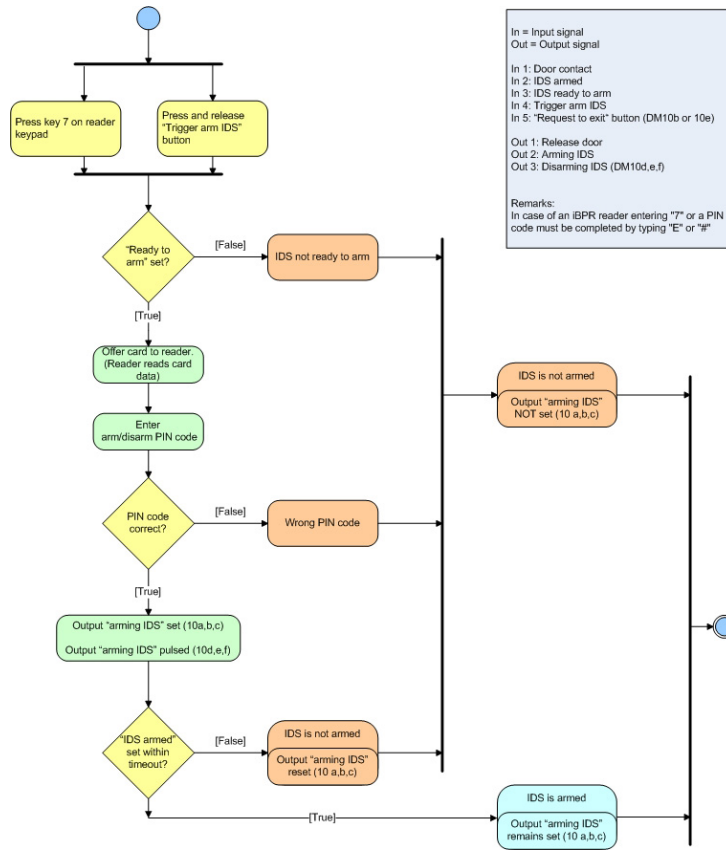 In = Input signal
Out = Output signal
In 1: Door contact
In 2: IDS armed
In 3: IDS ready to arm
In 4: Trigger arm IDS
In 5: “Request to exit“ button (DM10b or 10e)
Out 1: Release door
Out 2: Arming IDS
Out 3: Disarming IDS (DM10d,e,f)
Remarks:
In case of an iBPR reader entering "7" or a PIN
code must be completed by typing "E" or "#"
Press key 7 on reader
keypad
Press and release
“Trigger arm IDS”
button
“Ready to
arm” set?
[False]
IDS not ready to arm
[True]
Offer card to reader.
(Reader reads card
data)
Enter
arm/disarm PIN code
IDS is not armed
Output “arming IDS”
NOT set (10 a,b,c)
PIN code
correct?
[False]
Wrong PIN code
[True]
Output “arming IDS” set (10a,b,c)
Output “arming IDS” pulsed (10d,e,f)
“IDS armed”
set within
timeout?
[False]
IDS is not armed
Output “arming IDS”
reset (10 a,b,c)
[True]
IDS is armed
Output “arming IDS”
remains set (10 a,b,c)